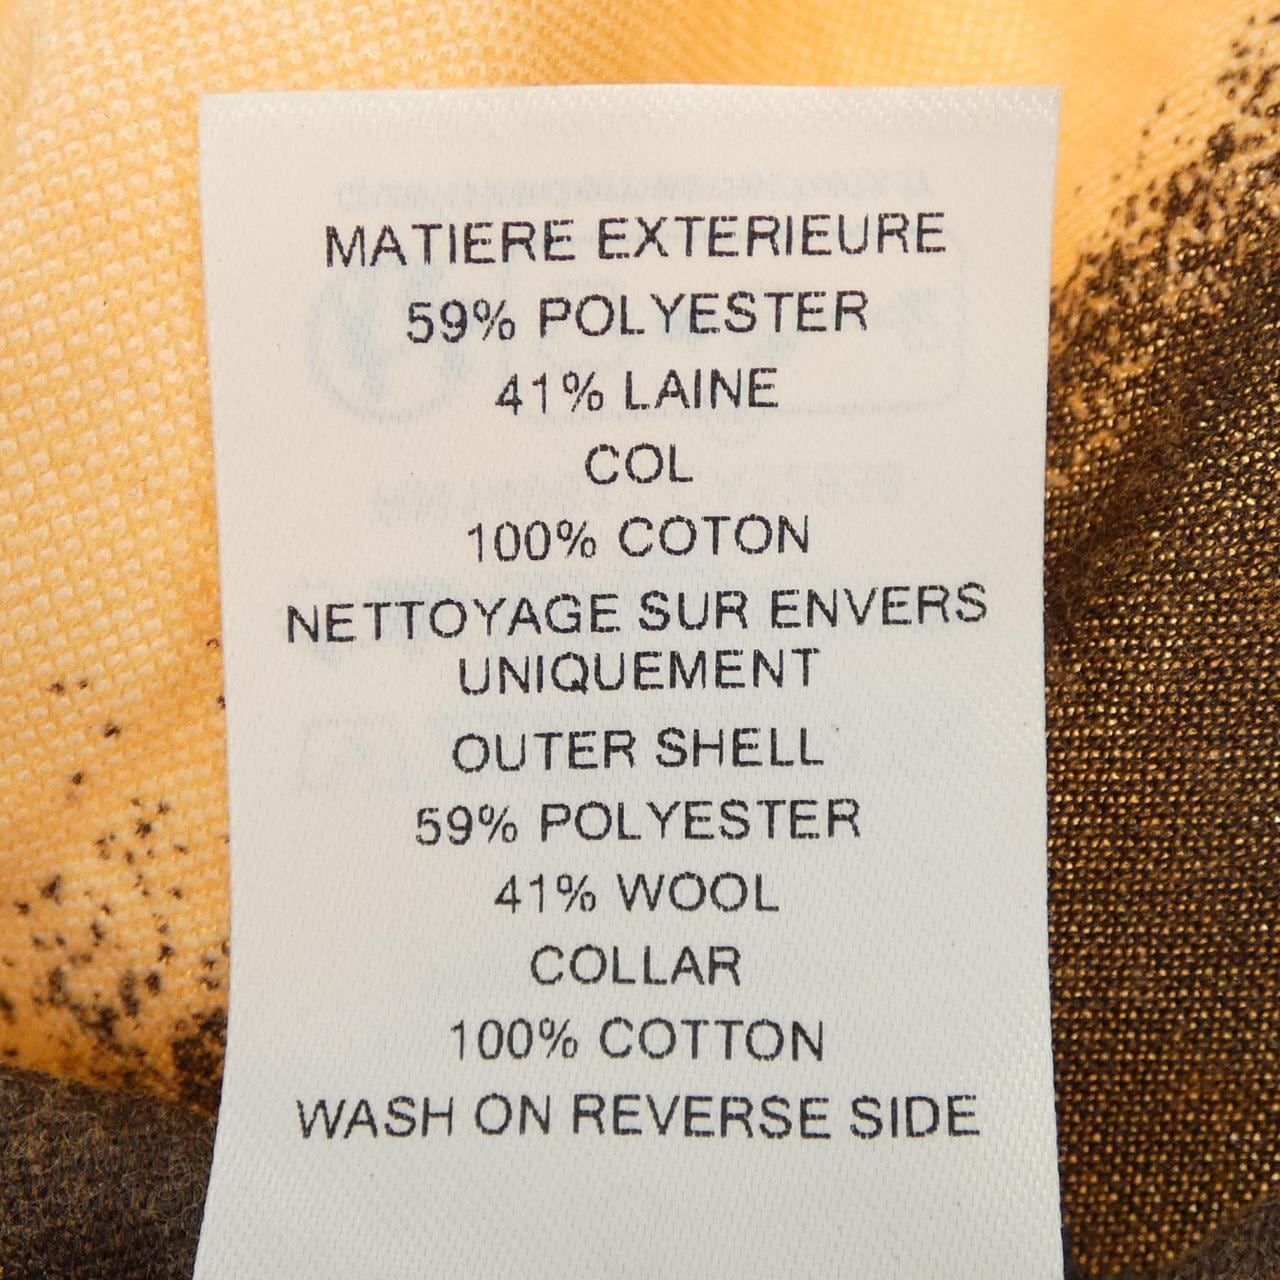 MATIERE EXTERIEURE
59% POLYESTER
41% LAINE
COL
100% COTON
NETTOYAGE SUR ENVERS
UNIQUEMENT
OUTER SHELL
59% POLYESTER
41% WOOL
COLLAR
100% COTTON
WASH ON REVERSE SIDE